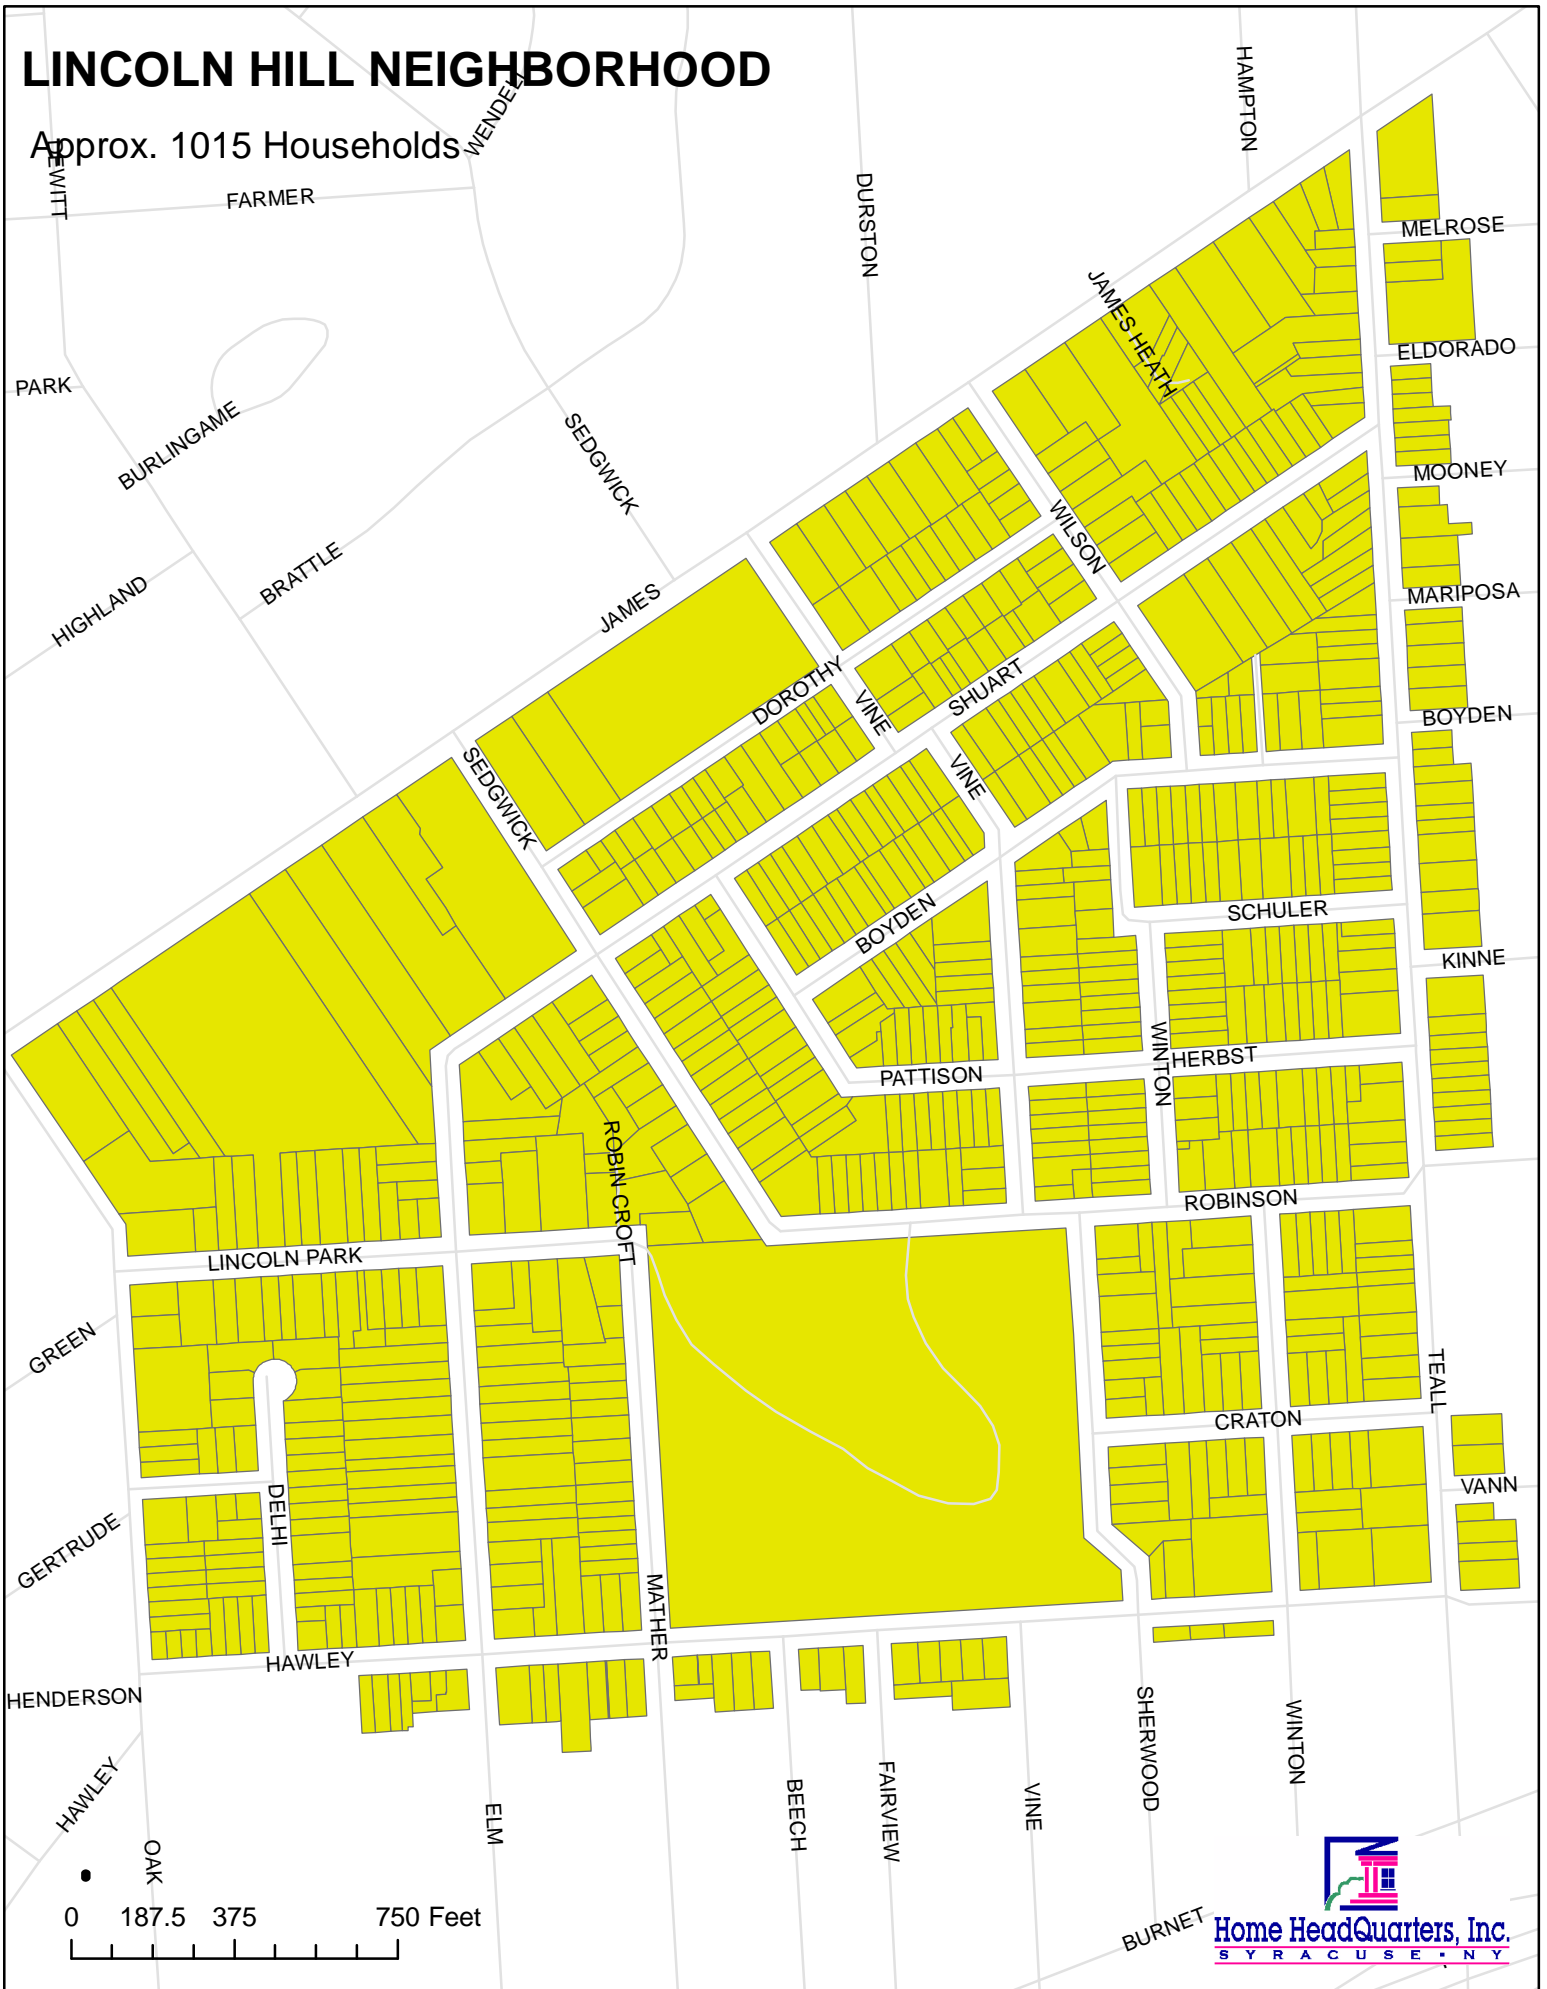 LINCOLN HILL NEIGHBORHOOD
Approx. 1015 Households
DEWITT
WENDELL
HAMPTON
FARMER
DURSTON
MELROSE
JAMES HEATH
ELDORADO
PARK
BURLINGAME
SEDGWICK
MOONEY
WILSON
BRATTLE
HIGHLAND
JAMES
MARIPOSA
DOROTHY
SHUART
VINE
BOYDEN
SEDGWICK
VINE
BOYDEN
SCHULER
KINNE
WINTON
HERBST
PATTISON
ROBIN CROFT
ROBINSON
LINCOLN PARK
GREEN
TEALL
CRATON
VANN
DELHI
GERTRUDE
MATHER
HAWLEY
HENDERSON
SHERWOOD
WINTON
HAWLEY
ELM
BEECH
FAIRVIEW
VINE
OAK
BURNET
0 187.5 375 750 Feet
Home HeadQuarters, Inc.
SYRACUSE • NY